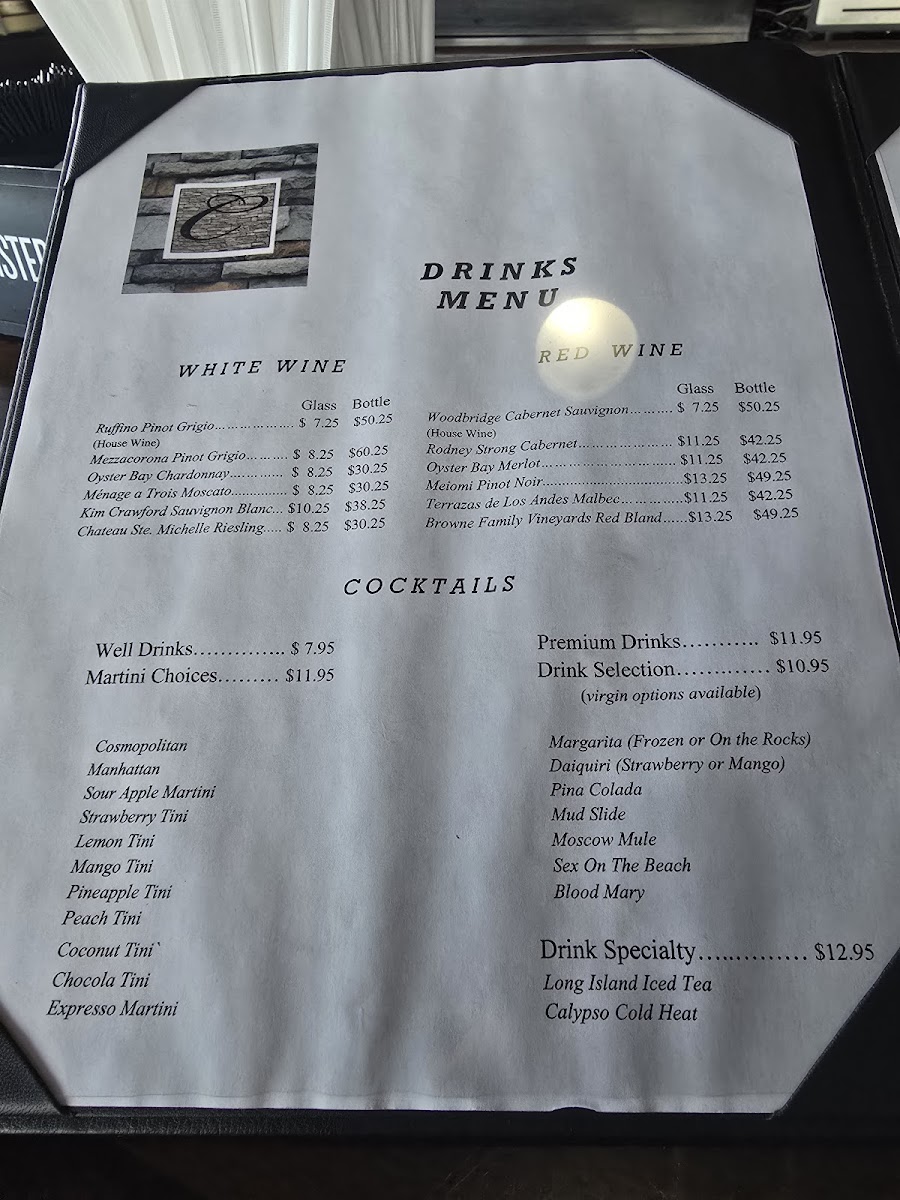 C
STER
DRINKS
MENU
WHITE WINE
Glass Bottle
Ruffino Pinot Grigio................... $ 7.25 $50.25
(House Wine)
Mezzacorona Pinot Grigio.......... $ 8.25 $60.25
Oyster Bay Chardonnay............. $ 8.25 $30.25
Ménage a Trois Moscato............... $ 8.25 $30.25
Kim Crawford Sauvignon Blanc... $10.25 $38.25
Chateau Ste. Michelle Riesling..... $ 8.25 $30.25
RED WINE
Glass Bottle
Woodbridge Cabernet Sauvignon.......... $ 7.25 $50.25
(House Wine)
Rodney Strong Cabernet...................... $11.25 $42.25
Oyster Bay Merlot................................ $11.25 $42.25
Meiomi Pinot Noir................................$13.25 $49.25
Terrazas de Los Andes Malbec...............$11.25 $42.25
Browne Family Vineyards Red Bland......$13.25 $49.25
COCKTAILS
Well Drinks.............. $ 7.95
Martini Choices......... $11.95
Cosmopolitan
Manhattan
Sour Apple Martini
Strawberry Tini
Lemon Tini
Mango Tini
Pineapple Tini
Peach Tini
Coconut Tini`
Chocola Tini
Expresso Martini
Premium Drinks........... $11.95
Drink Selection............. $10.95
(virgin options available)
Margarita (Frozen or On the Rocks)
Daiquiri (Strawberry or Mango)
Pina Colada
Mud Slide
Moscow Mule
Sex On The Beach
Blood Mary
Drink Specialty.............. $12.95
Long Island Iced Tea
Calypso Cold Heat